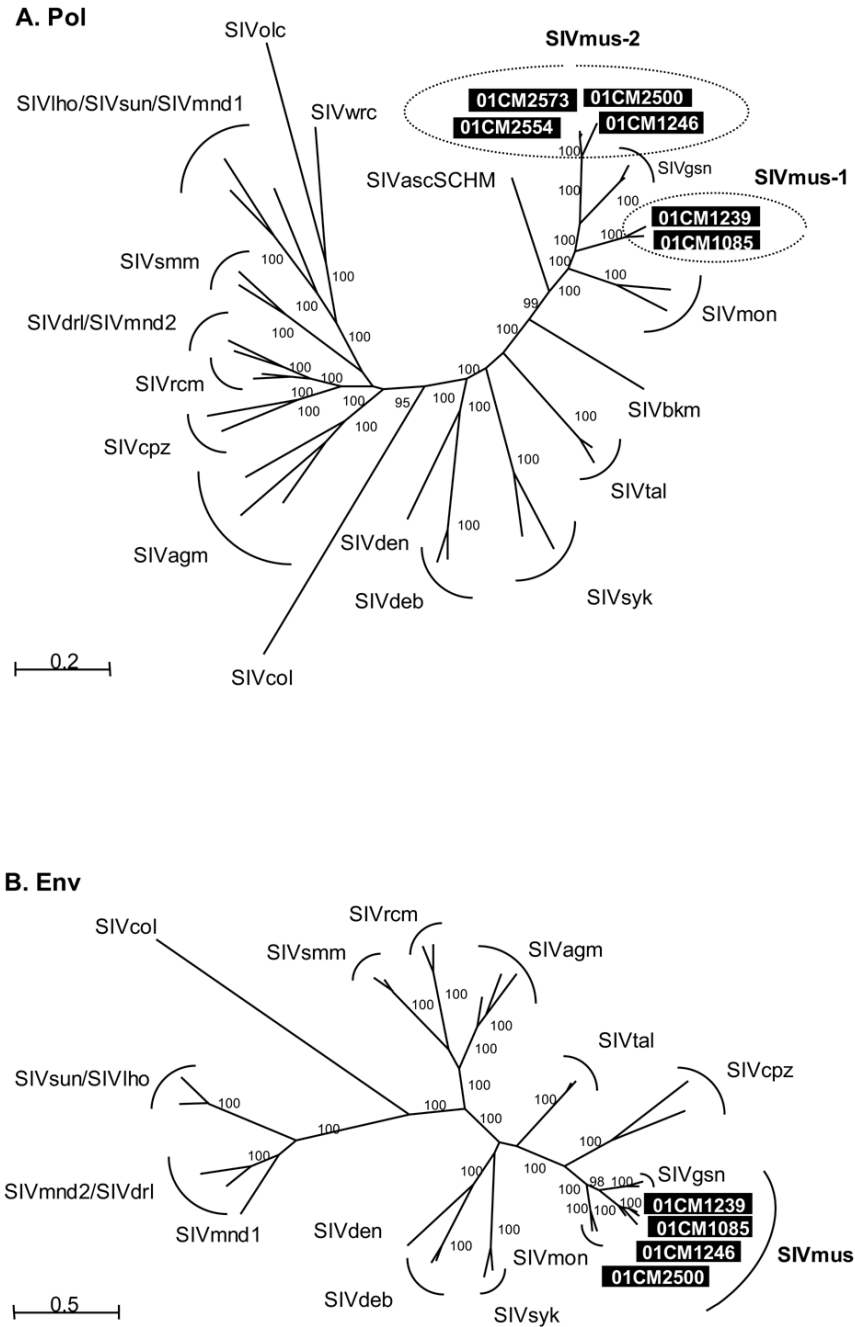 A. Pol
SIVolc
SIVmus-2
SIVlho/SIVsun/SIVmnd1
SIVwrc
01CM2573 01CM2500
01CM2554 01CM1246
100
SIVgsn
SIVascSCHM
SIVmus-1
100
100
01CM1239
100
01CM1085
100
SIVsmm
100
100
100
100
100
99
SIVmon
SIVdrl/SIVmnd2
100
100
100
100
SIVrcm
100
100
100
100
100
95
100
100
SIVbkm
SIVcpz
100
100
SIVtal
100
100
SIVagm
SIVden
SIVdeb
SIVsyk
0.2
SIVcol
B. Env
SIVcol
SIVrcm
SIVsmm
SIVagm
100
100
100
SIVtal
100
SIVcpz
SIVsun/SIVlho
100
100
100
100
100
100
100
100
SIVgsn
SIVmnd2/SIVdrl
100
100
100
98
100
100
100
100
01CM1239
SIVmnd1
SIVden
01CM1085
100
100
SIVmon
01CM1246
SIVmus
01CM2500
SIVdeb
SIVsyk
0.5